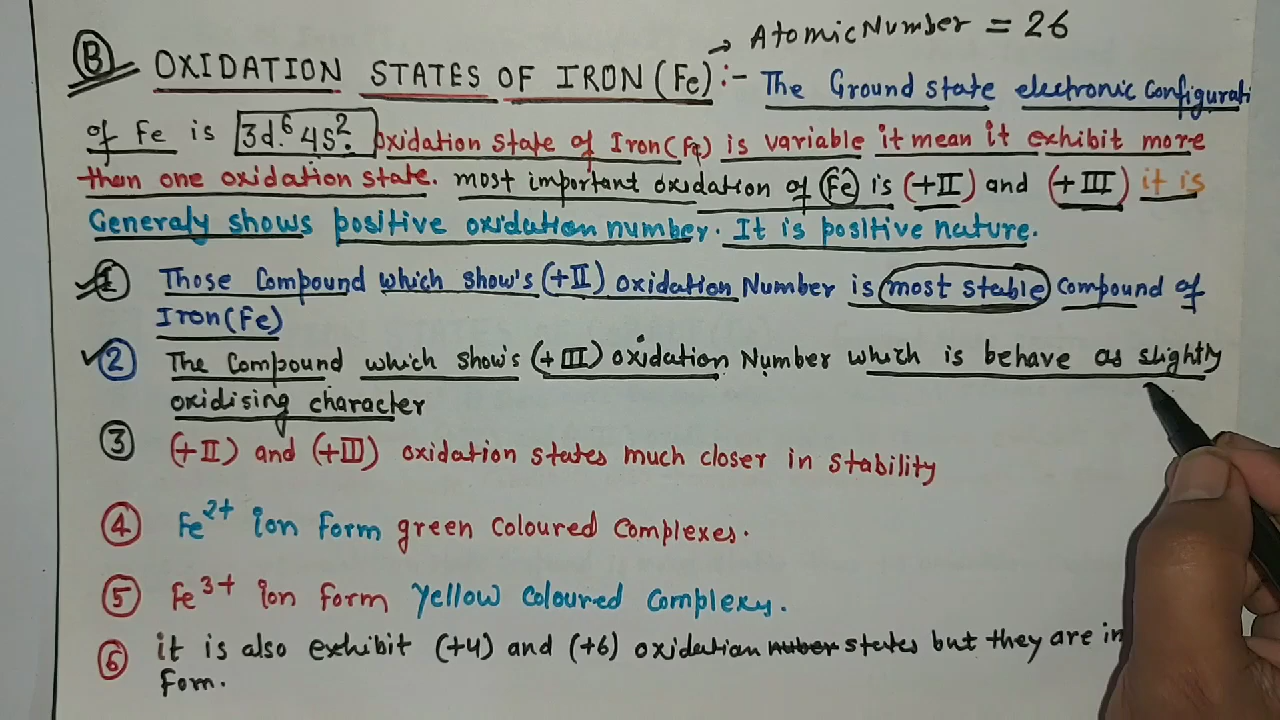 → Atomic Number = 26
B OXIDATION STATES OF IRON (Fe) :- The Ground state electronic Configurati
of Fe is 3d⁶ 4s². oxidation state of Iron(Fe) is variable it mean it exhibit more
then one oxidation state. most important oxidation of Fe is (+II) and (+III) it is
Generaly shows positive oxidation number. It is positive nature.
1 Those Compound which show's (+II) oxidation Number is most stable compound of
Iron(Fe)
2 The Compound which show's (+III) oxidation Number which is behave as slightly
oxidising character
3 (+II) and (+III) oxidation states much closer in stability
4 Fe²⁺ ion form green coloured complexes.
5 Fe³⁺ ion form yellow coloured complexy.
6 it is also exhibit (+4) and (+6) oxidation nuber states but they are in
form.